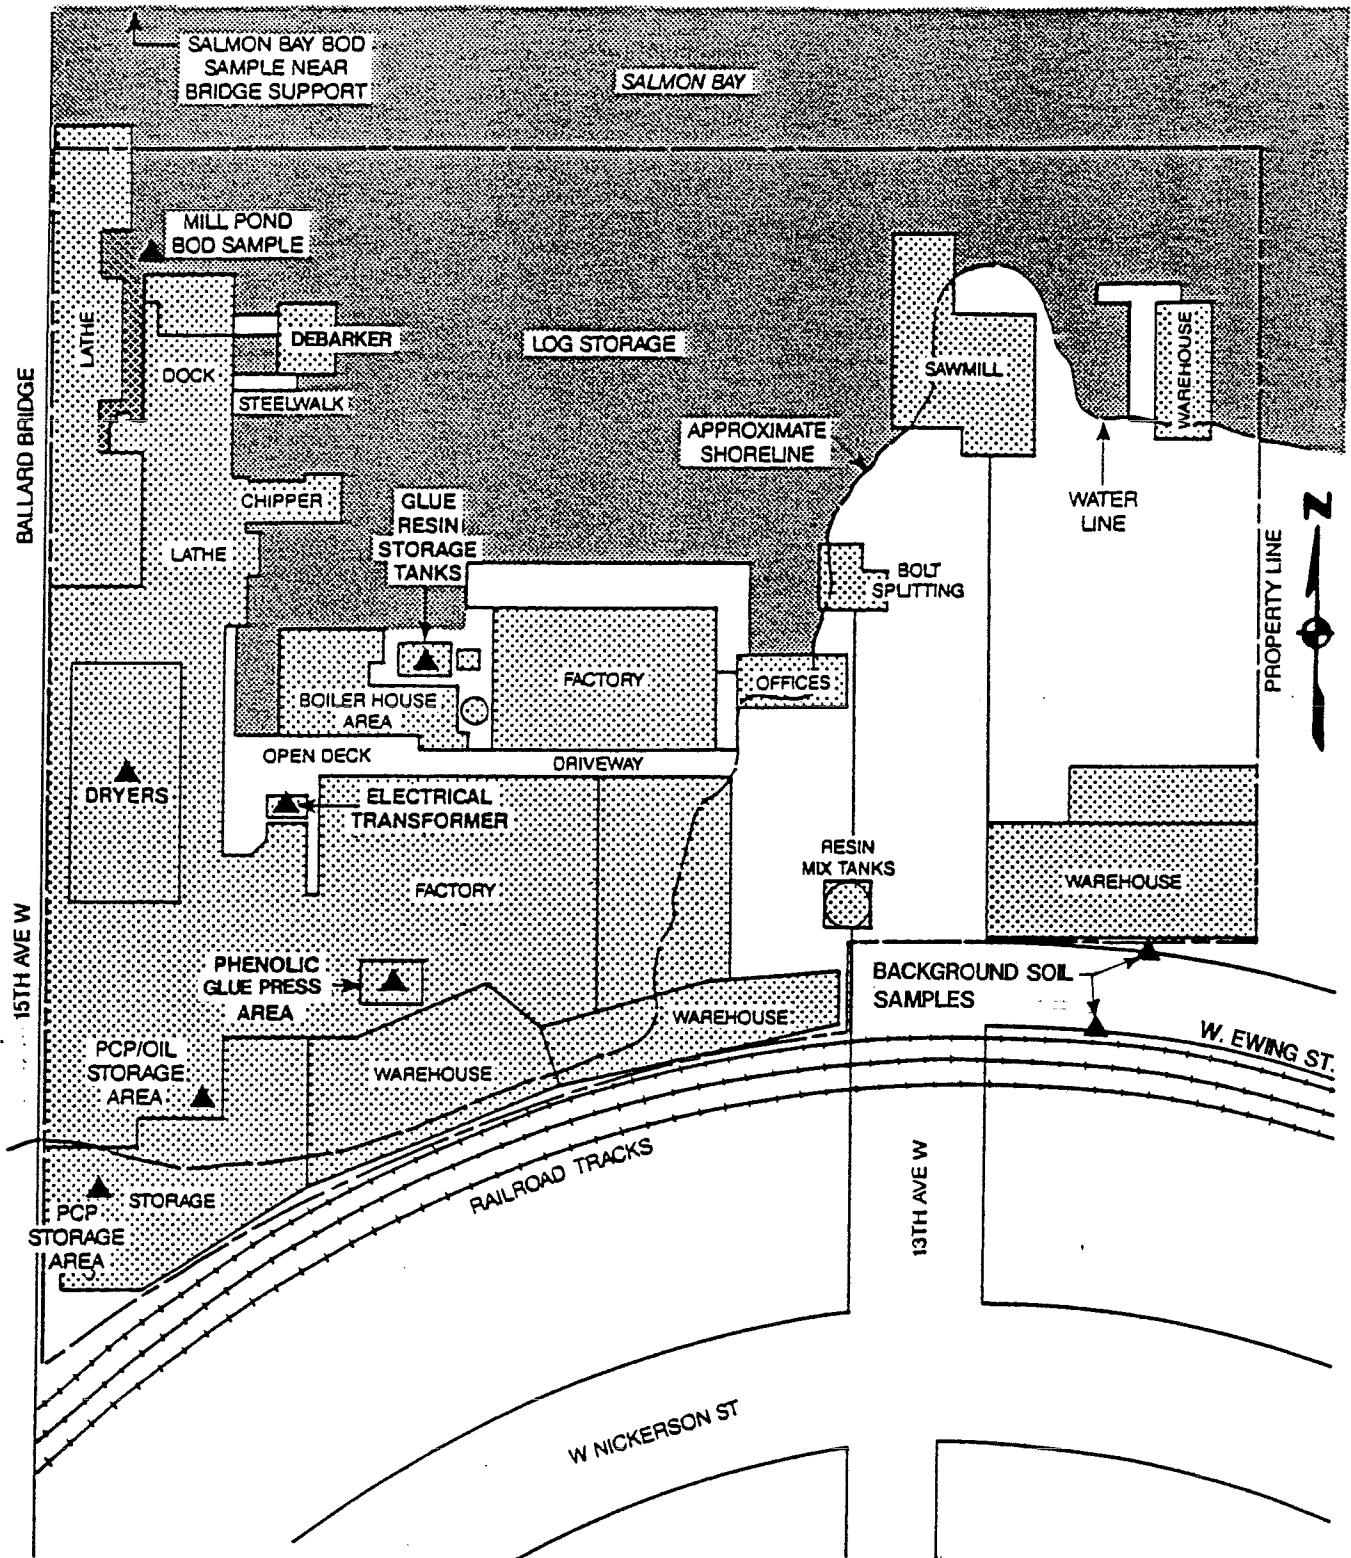 SALMON BAY BOD
SAMPLE NEAR
BRIDGE SUPPORT
SALMON BAY
MILL POND
BOD SAMPLE
LATHE
DOCK
DEBARKER
STEELWALK
LOG STORAGE
SAWMILL
WAREHOUSE
APPROXIMATE
SHORELINE
BALLARD BRIDGE
CHIPPER
GLUE
RESIN
STORAGE
TANKS
WATER
LINE
N
LATHE
BOLT
SPLITTING
PROPERTY LINE
FACTORY
OFFICES
BOILER HOUSE
AREA
OPEN DECK
DRIVEWAY
DRYERS
ELECTRICAL
TRANSFORMER
RESIN
MIX TANKS
FACTORY
WAREHOUSE
15TH AVE W
PHENOLIC
GLUE PRESS
AREA
BACKGROUND SOIL
SAMPLES
WAREHOUSE
W. EWING ST.
PCP/OIL
STORAGE
AREA
WAREHOUSE
RAILROAD TRACKS
13TH AVE W
STORAGE
PCP
STORAGE
AREA
W NICKERSON ST